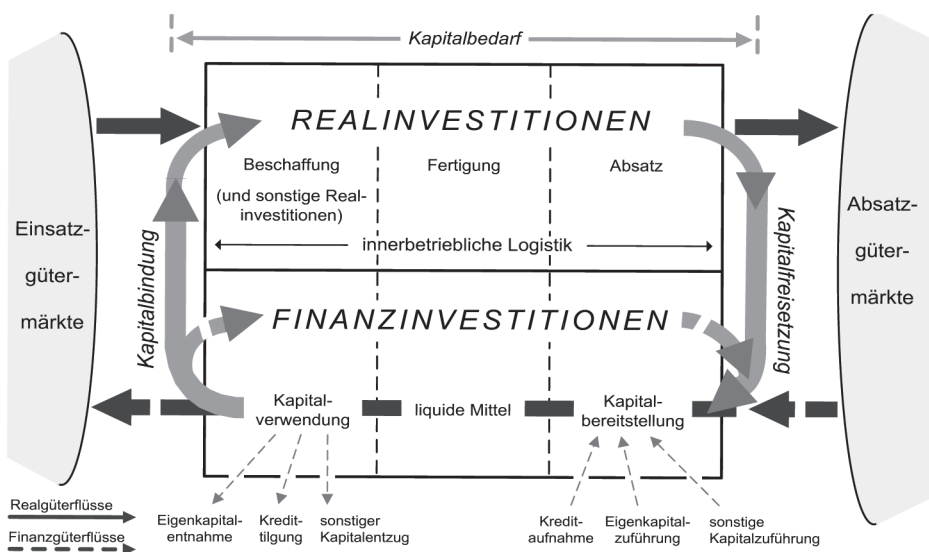 Kapitalbedarf
REALINVESTITIONEN
Beschaffung
(und sonstige Real-
investitionen)
Fertigung
Absatz
innerbetriebliche Logistik
Einsatz-
güter-
märkte
Absatz-
güter-
märkte
Kapitalbindung
Kapitalfreisetzung
FINANZINVESTITIONEN
Kapital-
verwendung
liquide Mittel
Kapital-
bereitstellung
Realgüterflüsse
Finanzgüterflüsse
Eigenkapital-
entnahme
Kredit-
tilgung
sonstiger
Kapitalentzug
Kredit-
aufnahme
Eigenkapital-
zuführung
sonstige
Kapitalzuführung